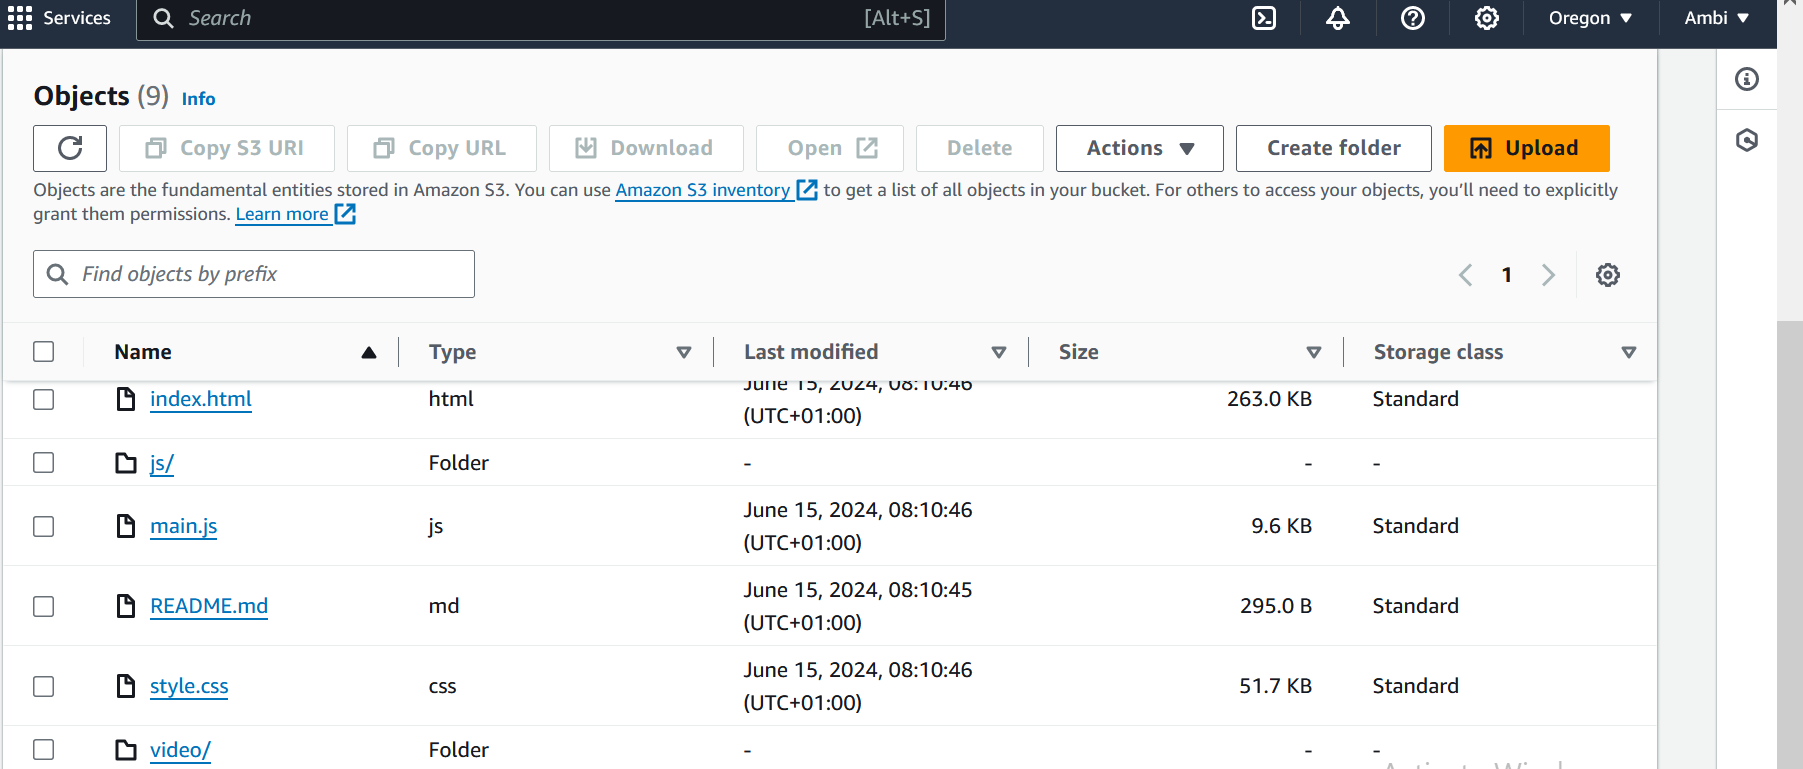 Services Search [Alt+S] Oregon Ambi
Objects (9) Info
Copy S3 URI Copy URL Download Open Delete Actions Create folder Upload
Objects are the fundamental entities stored in Amazon S3. You can use Amazon S3 inventory to get a list of all objects in your bucket. For others to access your objects, you’ll need to explicitly
grant them permissions. Learn more
Find objects by prefix
1
Name Type Last modified Size Storage class
index.html html June 15, 2024, 08:10:46 263.0 KB Standard
(UTC+01:00)
js/ Folder - - -
main.js js June 15, 2024, 08:10:46 9.6 KB Standard
(UTC+01:00)
README.md md June 15, 2024, 08:10:45 295.0 B Standard
(UTC+01:00)
style.css css June 15, 2024, 08:10:46 51.7 KB Standard
(UTC+01:00)
video/ Folder - - -